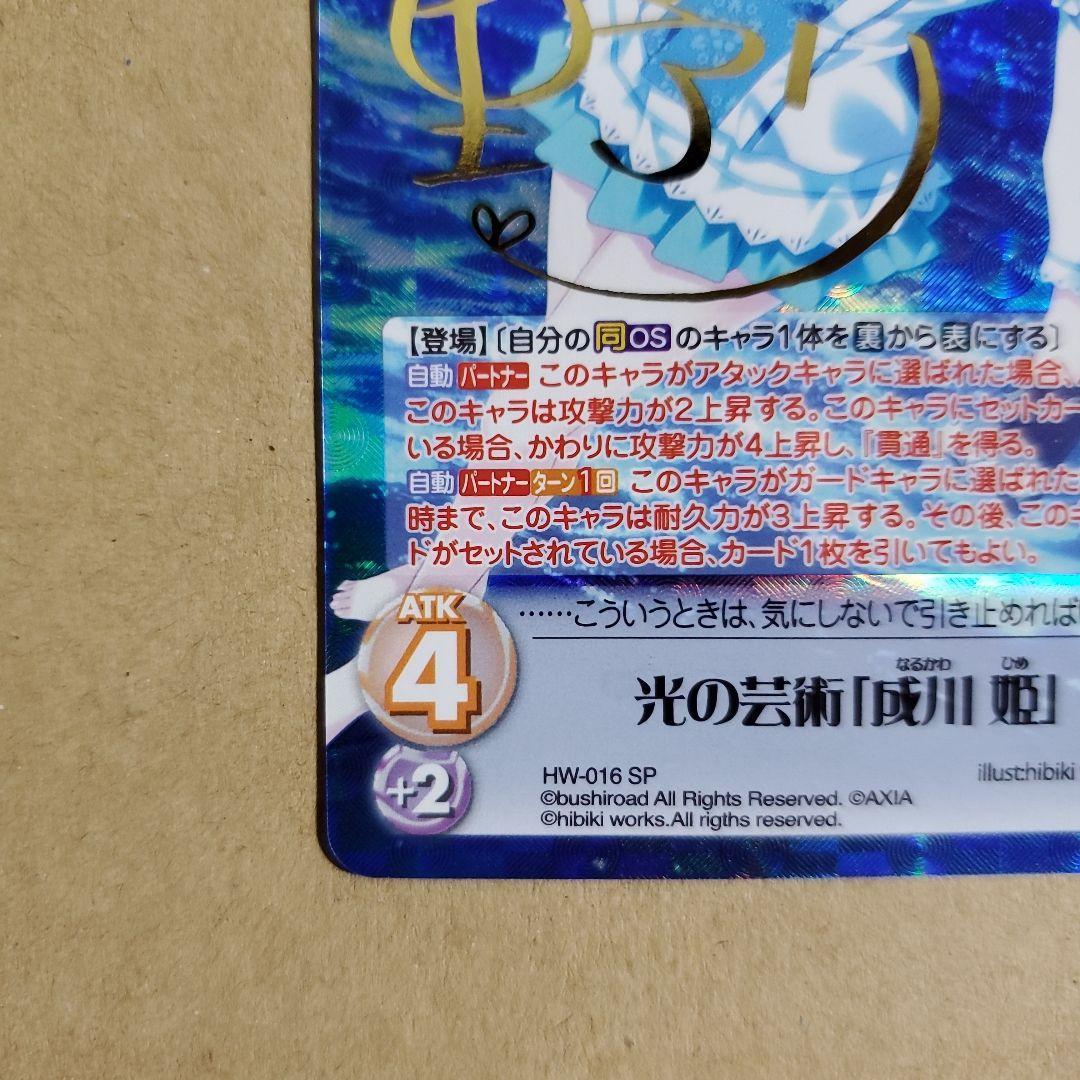 【登場】〔自分の同OSのキャラ1体を裏から表にする〕
自動 パートナー このキャラがアタックキャラに選ばれた場合、
このキャラは攻撃力が2上昇する。このキャラにセットカー
いる場合、かわりに攻撃力が4上昇し、『貫通』を得る。
自動 パートナー ターン1回 このキャラがガードキャラに選ばれた
時まで、このキャラは耐久力が3上昇する。その後、このキ
ドがセットされている場合、カード1枚を引いてもよい。
ATK
4
+2
……こういうときは、気にしないで引き止めれば
なるかわ ひめ
光の芸術「成川 姫」
HW-016 SP
illust:hibiki
©bushiroad All Rights Reserved. ©AXIA
©hibiki works.All rigths reserved.